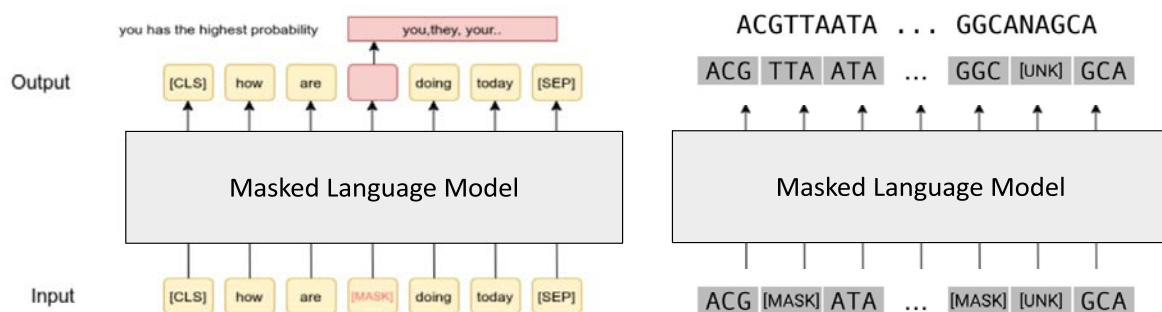 you has the highest probability
you,they, your..
Output
[CLS] how are doing today [SEP]
Masked Language Model
Input
[CLS] how are [MASK] doing today [SEP]
ACGTTAATA ... GGCANAGCA
ACG TTA ATA ... GGC [UNK] GCA
Masked Language Model
ACG [MASK] ATA ... [MASK] [UNK] GCA